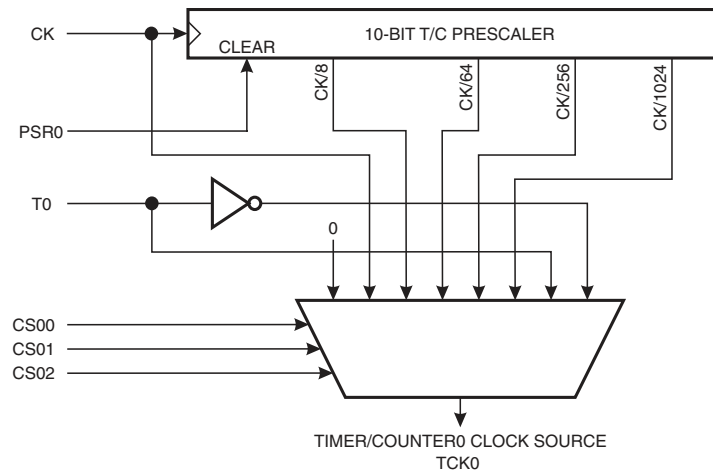 CK
10-BIT T/C PRESCALER
CLEAR
CK/8
CK/64
CK/256
CK/1024
PSR0
T0
0
CS00
CS01
CS02
TIMER/COUNTER0 CLOCK SOURCE
TCK0